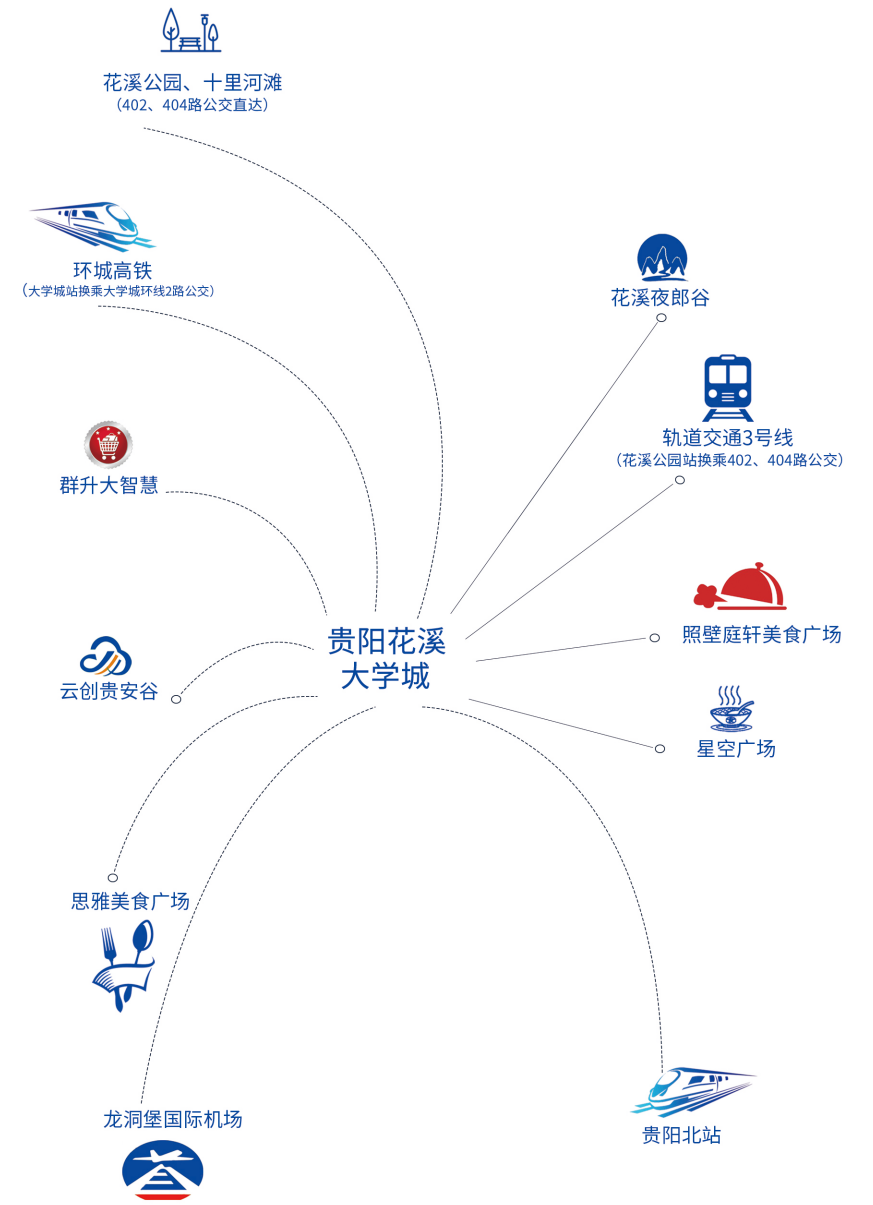 花溪公园、十里河滩
（402、404路公交直达）
环城高铁
（大学城站换乘大学城环线2路公交）
花溪夜郎谷
轨道交通3号线
（花溪公园站换乘402、404路公交）
群升大智慧
贵阳花溪
大学城
照壁庭轩美食广场
云创贵安谷
星空广场
思雅美食广场
龙洞堡国际机场
贵阳北站